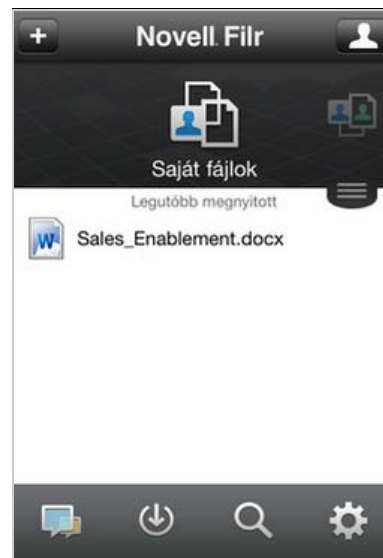 Novell Filr
Saját fájlok
Legutóbb megnyitott
Sales_Enablement.docx